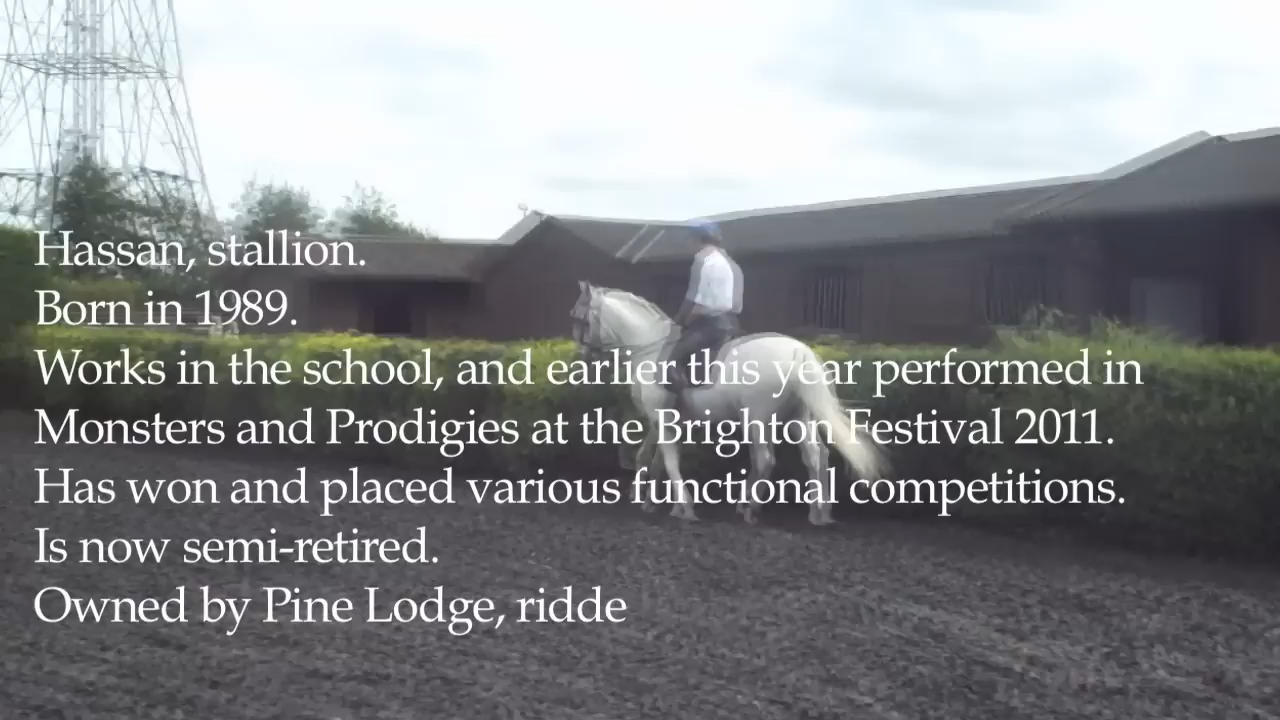 Hassan, stallion.
Born in 1989.
Works in the school, and earlier this year performed in
Monsters and Prodigies at the Brighton Festival 2011.
Has won and placed various functional competitions.
Is now semi-retired.
Owned by Pine Lodge, ridde